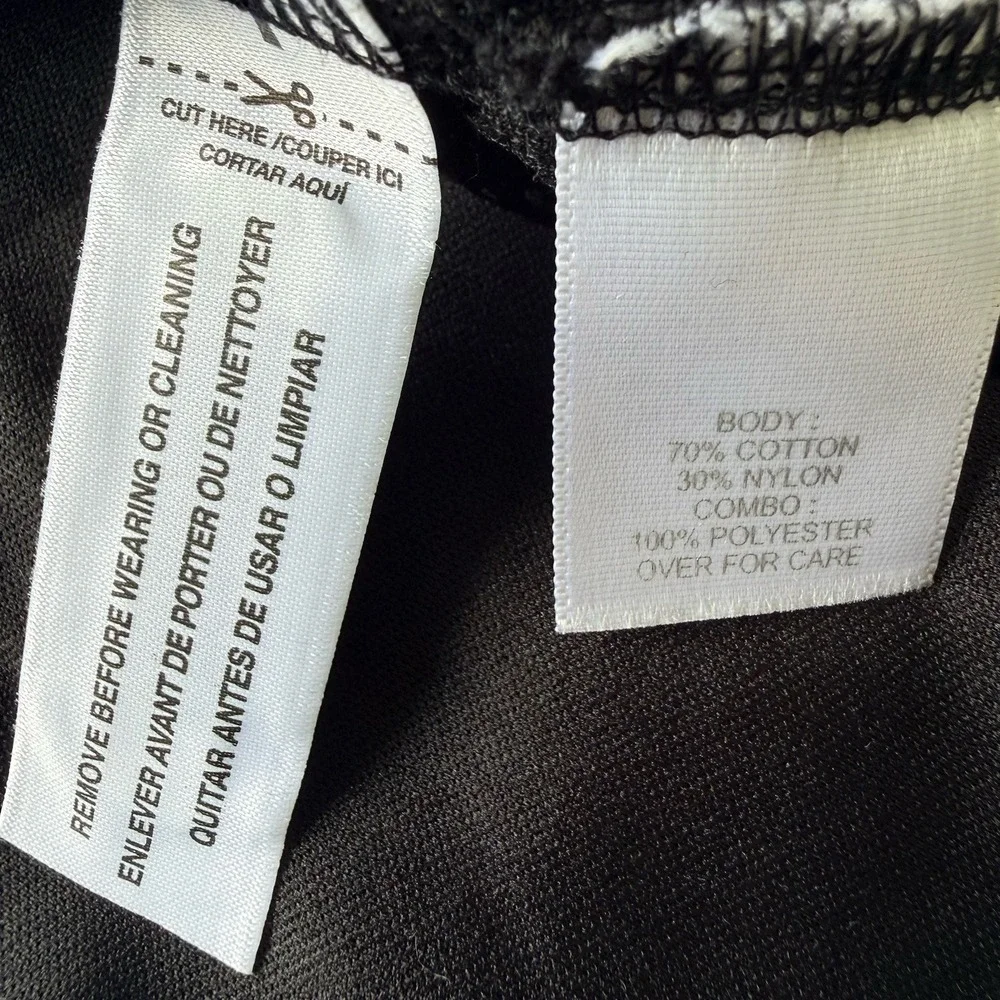 CUT HERE /COUPER ICI
CORTAR AQUÍ
REMOVE BEFORE WEARING OR CLEANING
ENLEVER AVANT DE PORTER OU DE NETTOYER
QUITAR ANTES DE USAR O LIMPIAR
BODY :
70% COTTON
30% NYLON
COMBO :
100% POLYESTER
OVER FOR CARE